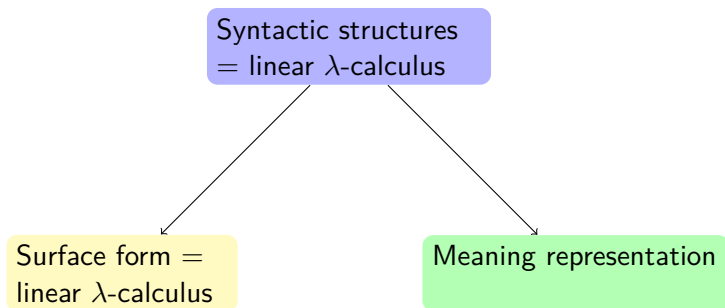 Syntactic structures
= linear λ-calculus
Surface form =
linear λ-calculus
Meaning representation